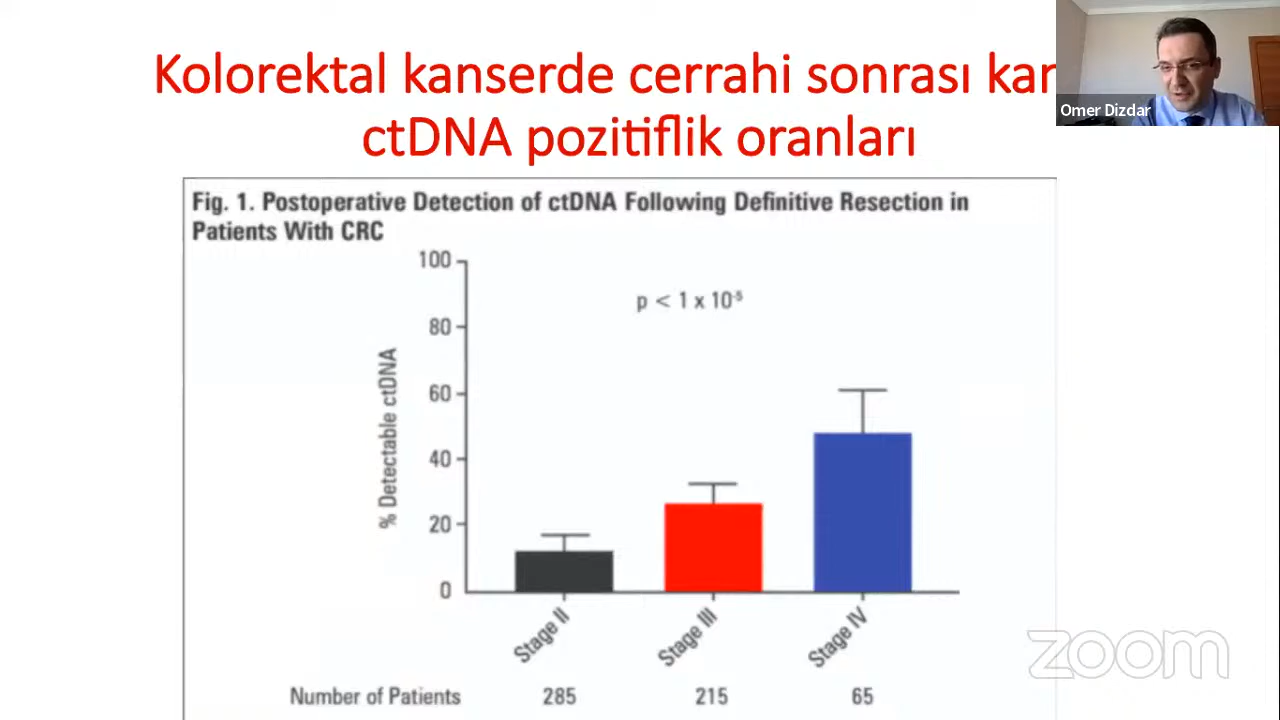 Kolorektal kanserde cerrahi sonrası kan
Omer Dizdar
ctDNA pozitiflik oranları
Fig. 1. Postoperative Detection of ctDNA Following Definitive Resection in
Patients With CRC
100
p < 1 x 10-5
80
% Detectable ctDNA
60
40
20
0
Stage II
Stage III
Stage IV
zoom
Number of Patients 285 215 65